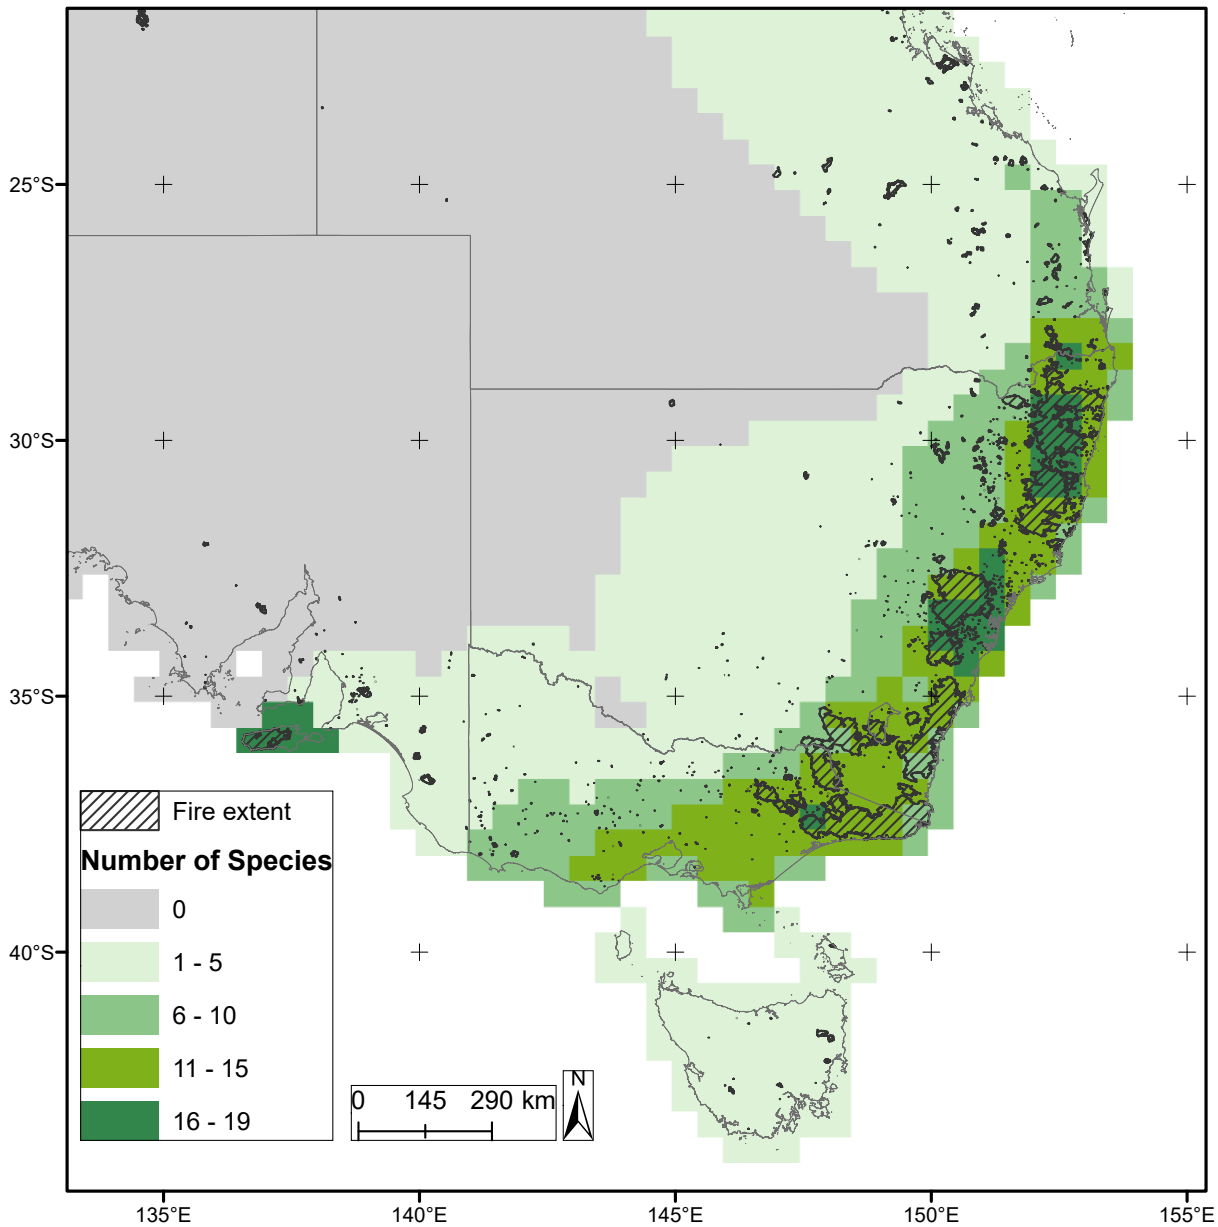 25°S
30°S
35°S
40°S
Fire extent
Number of Species
0
1 - 5
6 - 10
11 - 15
16 - 19
0 145 290 km
N
135°E 140°E 145°E 150°E 155°E